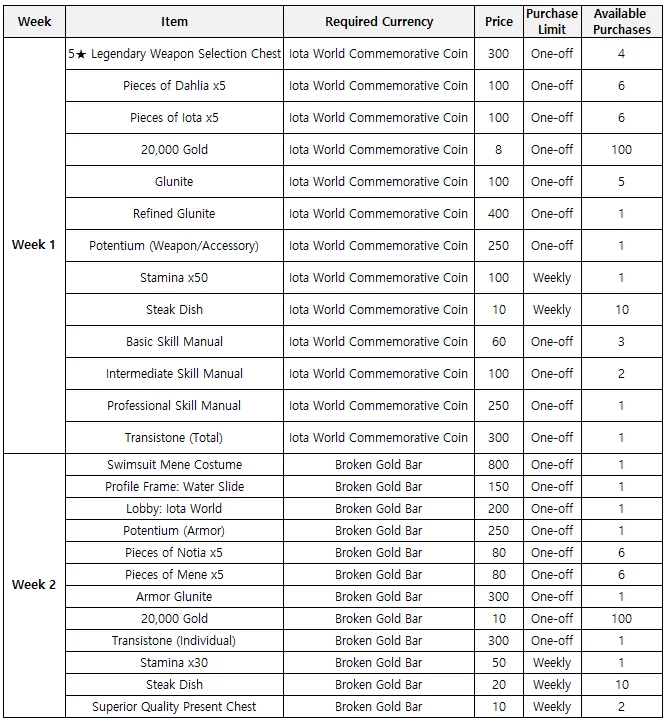 Week Item Required Currency Price Purchase Limit Available Purchases
Week 1
5★ Legendary Weapon Selection Chest Iota World Commemorative Coin 300 One-off 4
Pieces of Dahlia x5 Iota World Commemorative Coin 100 One-off 6
Pieces of Iota x5 Iota World Commemorative Coin 100 One-off 6
20,000 Gold Iota World Commemorative Coin 8 One-off 100
Glunite Iota World Commemorative Coin 100 One-off 5
Refined Glunite Iota World Commemorative Coin 400 One-off 1
Potentium (Weapon/Accessory) Iota World Commemorative Coin 250 One-off 1
Stamina x50 Iota World Commemorative Coin 100 Weekly 1
Steak Dish Iota World Commemorative Coin 10 Weekly 10
Basic Skill Manual Iota World Commemorative Coin 60 One-off 3
Intermediate Skill Manual Iota World Commemorative Coin 100 One-off 2
Professional Skill Manual Iota World Commemorative Coin 250 One-off 1
Transistone (Total) Iota World Commemorative Coin 300 One-off 1
Week 2
Swimsuit Mene Costume Broken Gold Bar 800 One-off 1
Profile Frame: Water Slide Broken Gold Bar 150 One-off 1
Lobby: Iota World Broken Gold Bar 200 One-off 1
Potentium (Armor) Broken Gold Bar 250 One-off 1
Pieces of Notia x5 Broken Gold Bar 80 One-off 6
Pieces of Mene x5 Broken Gold Bar 80 One-off 6
Armor Glunite Broken Gold Bar 300 One-off 1
20,000 Gold Broken Gold Bar 10 One-off 100
Transistone (Individual) Broken Gold Bar 300 One-off 1
Stamina x30 Broken Gold Bar 50 Weekly 1
Steak Dish Broken Gold Bar 20 Weekly 10
Superior Quality Present Chest Broken Gold Bar 10 Weekly 2